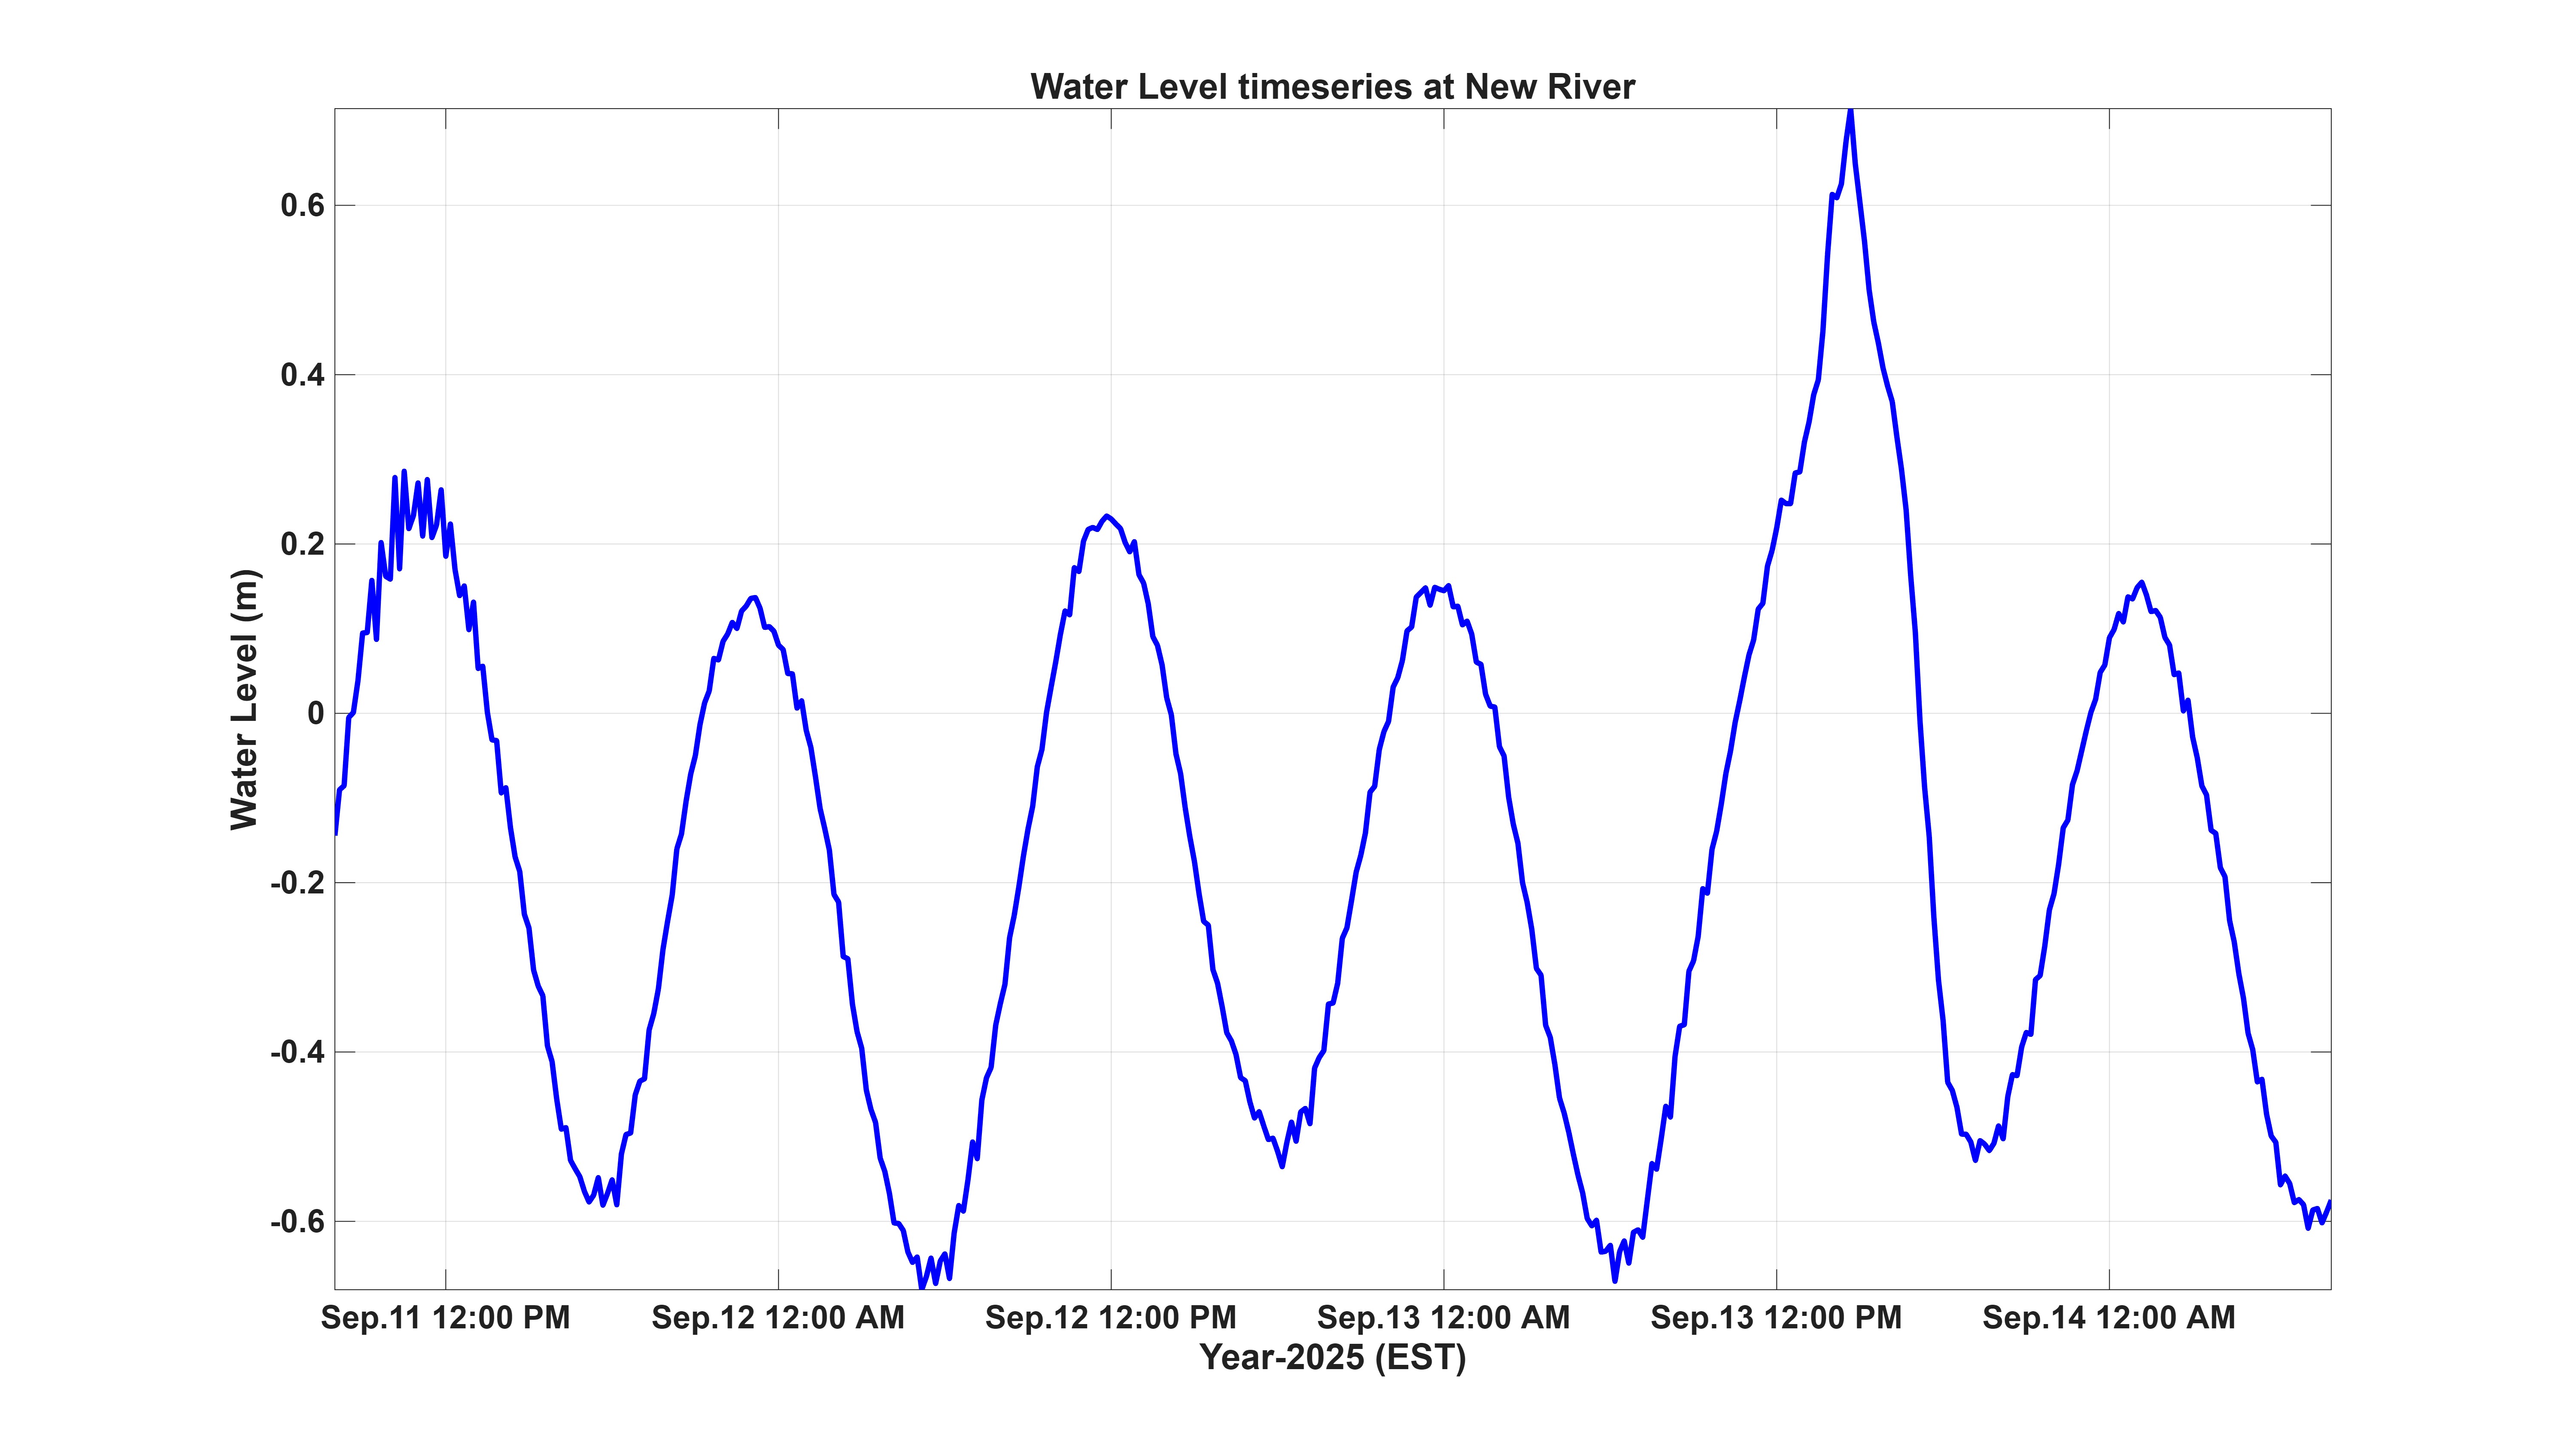 Water Level timeseries at New River
Water Level (m)
0.6
0.4
0.2
0
-0.2
-0.4
-0.6
Sep.11 12:00 PM
Sep.12 12:00 AM
Sep.12 12:00 PM
Sep.13 12:00 AM
Sep.13 12:00 PM
Sep.14 12:00 AM
Year-2025 (EST)